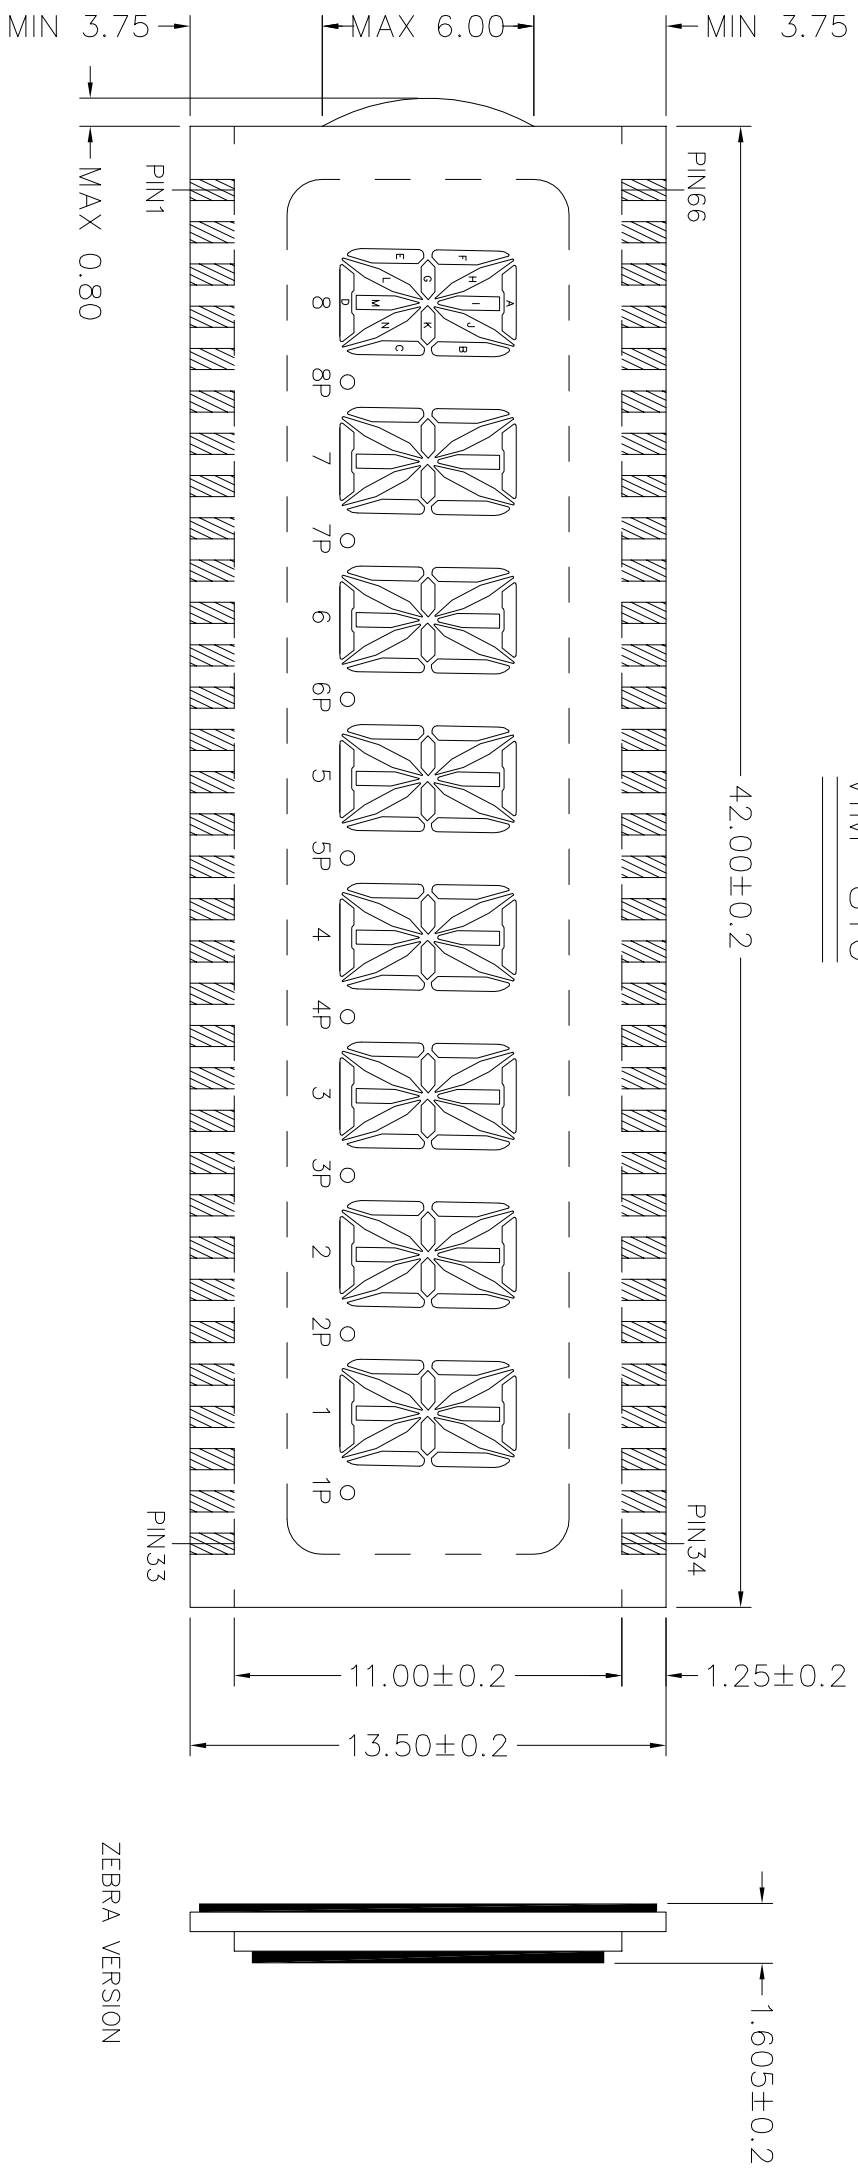 MIN 3.75
MAX 6.00
MIN 3.75
MAX 0.80
PIN1
PIN66
E
F
L
G
H
D
M
I
A
N
K
J
C
B
8
8P
7
7P
6
6P
5
5P
4
4P
3
3P
2
2P
1
1P
42.00±0.2
PIN33
PIN34
11.00±0.2
1.25±0.2
13.50±0.2
ZEBRA VERSION
1.605±0.2